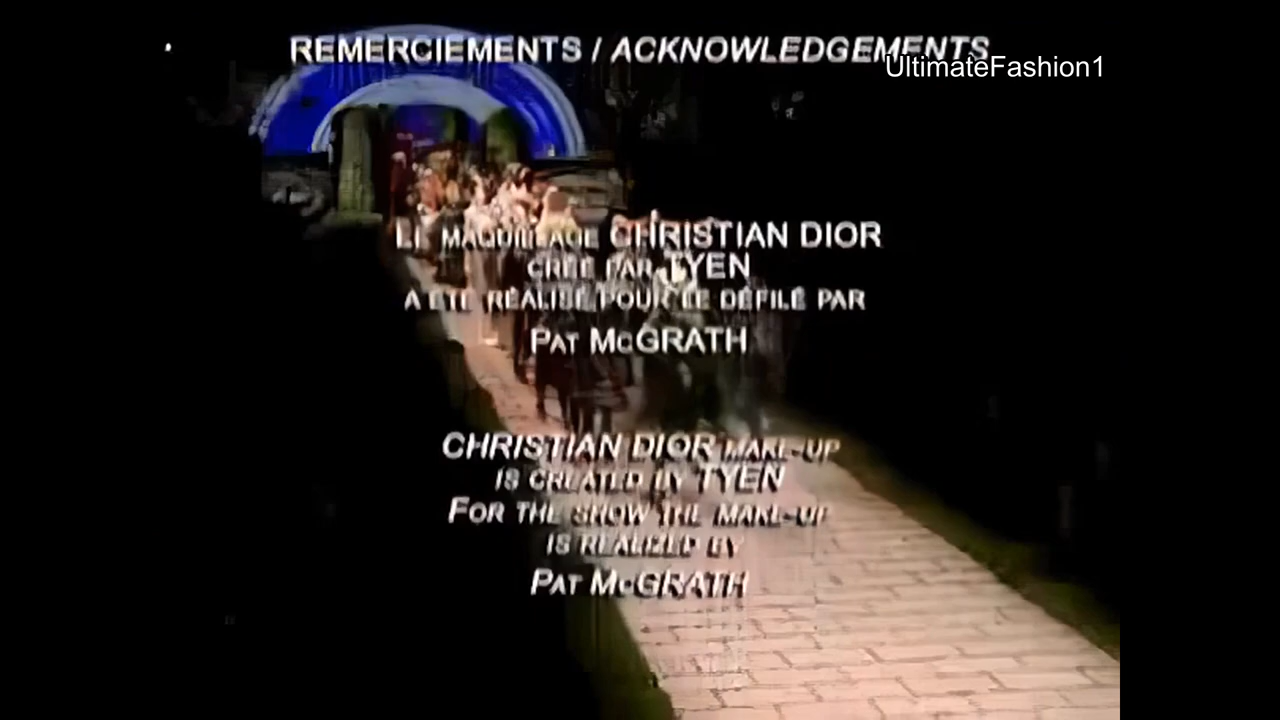 REMERCIEMENTS / ACKNOWLEDGEMENTS
UltimateFashion1
LE MAQUILLAGE CHRISTIAN DIOR
CRÉÉ PAR TYEN
A ÉTÉ RÉALISÉ POUR LE DÉFILÉ PAR
PAT MCGRATH
CHRISTIAN DIOR MAKE-UP
IS CREATED BY TYEN
FOR THE SHOW THE MAKE-UP
IS REALIZED BY
PAT MCGRATH